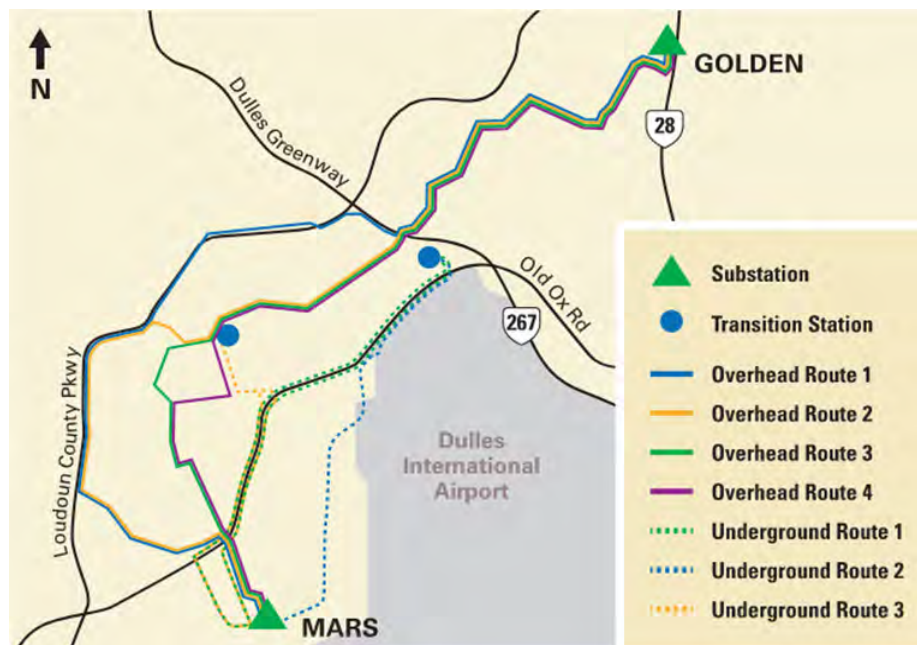 N
GOLDEN
Dulles Greenway
28
Old Ox Rd
267
Loudoun County Pkwy
Dulles
International
Airport
MARS
Substation
Transition Station
Overhead Route 1
Overhead Route 2
Overhead Route 3
Overhead Route 4
Underground Route 1
Underground Route 2
Underground Route 3